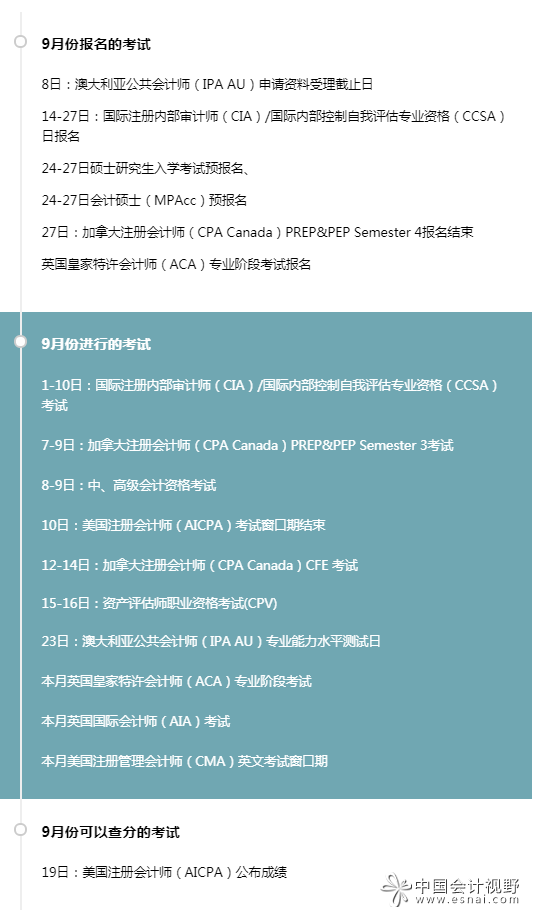 9月份报名的考试
8日：澳大利亚公共会计师（IPA AU）申请资料受理截止日
14-27日：国际注册内部审计师（CIA）/国际内部控制自我评估专业资格（CCSA）
日报名
24-27日硕士研究生入学考试预报名、
24-27日会计硕士（MPAcc）预报名
27日：加拿大注册会计师（CPA Canada）PREP&PEP Semester 4报名结束
英国皇家特许会计师（ACA）专业阶段考试报名
9月份进行的考试
1-10日：国际注册内部审计师（CIA）/国际内部控制自我评估专业资格（CCSA）
考试
7-9日：加拿大注册会计师（CPA Canada）PREP&PEP Semester 3考试
8-9日：中、高级会计资格考试
10日：美国注册会计师（AICPA）考试窗口期结束
12-14日：加拿大注册会计师（CPA Canada）CFE 考试
15-16日：资产评估师职业资格考试(CPV)
23日：澳大利亚公共会计师（IPA AU）专业能力水平测试日
本月英国皇家特许会计师（ACA）专业阶段考试
本月英国国际会计师（AIA）考试
本月美国注册管理会计师（CMA）英文考试窗口期
9月份可以查分的考试
19日：美国注册会计师（AICPA）公布成绩
中国会计视野
www.esnai.com